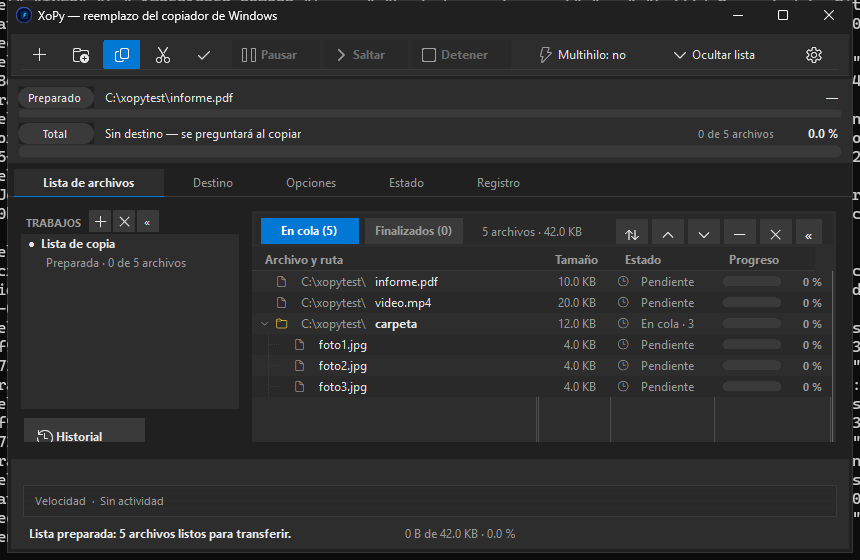 XoPy — reemplazo del copiador de Windows
Pausar Saltar Detener Multihilo: no Ocultar lista
Preparado C:\xopytest\informe.pdf
Total Sin destino — se preguntará al copiar 0 de 5 archivos 0.0 %
Lista de archivos Destino Opciones Estado Registro
TRABAJOS
• Lista de copia
Preparada · 0 de 5 archivos
Historial
En cola (5) Finalizados (0) 5 archivos · 42.0 KB
Archivo y ruta Tamaño Estado Progreso
C:\xopytest\ informe.pdf 10.0 KB Pendiente 0 %
C:\xopytest\ video.mp4 20.0 KB Pendiente 0 %
C:\xopytest\ carpeta 12.0 KB En cola · 3 0 %
foto1.jpg 4.0 KB Pendiente 0 %
foto2.jpg 4.0 KB Pendiente 0 %
foto3.jpg 4.0 KB Pendiente 0 %
Velocidad · Sin actividad
Lista preparada: 5 archivos listos para transferir. 0 B de 42.0 KB · 0.0 %